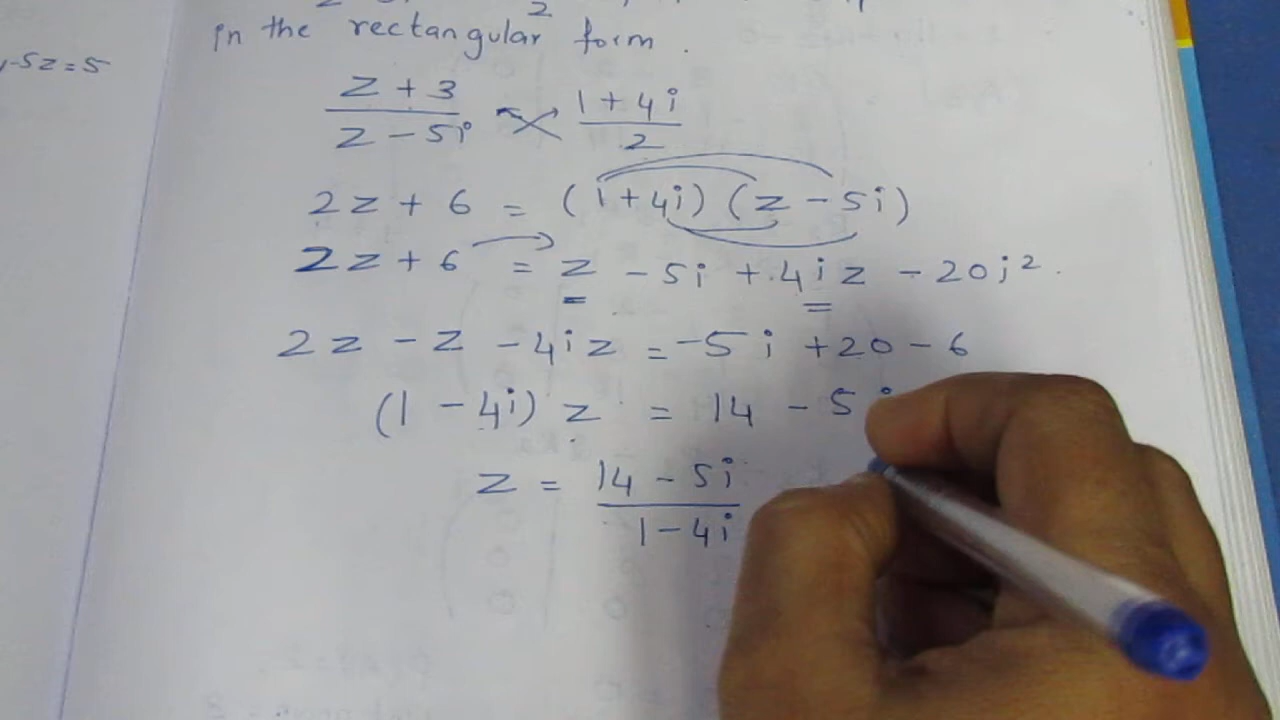 2
in the rectangular form.
y-5z=5
z+3 / z-5i = 1+4i / 2
2z+6 = (1+4i)(z-5i)
2z+6 = z -5i +4iz -20i².
2z -z -4iz = -5i +20-6
(1-4i) z = 14 -5i
z = 14-5i / 1-4i